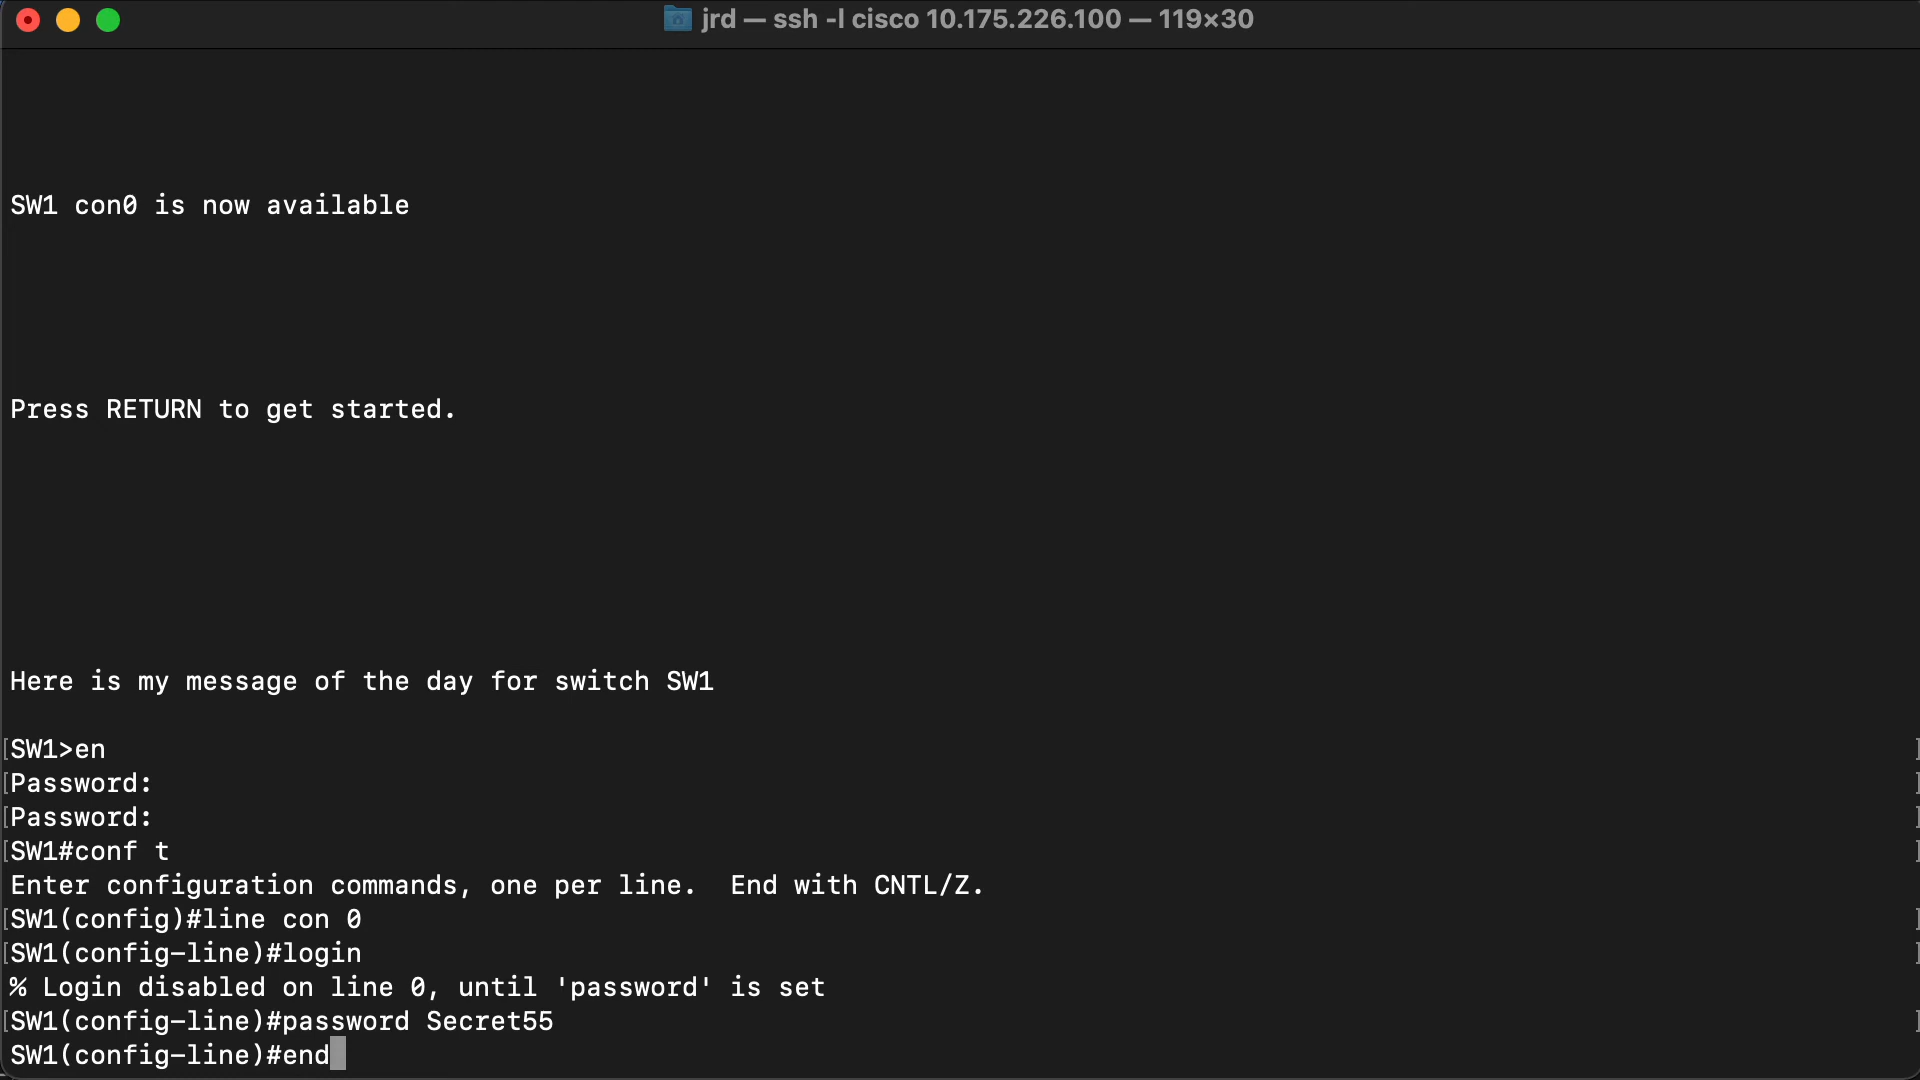 jrd — ssh -l cisco 10.175.226.100 — 119×30
SW1 con0 is now available
Press RETURN to get started.
Here is my message of the day for switch SW1
[SW1>en ]
[Password: ]
[Password: ]
[SW1#conf t ]
Enter configuration commands, one per line.  End with CNTL/Z.
[SW1(config)#line con 0 ]
[SW1(config-line)#login ]
% Login disabled on line 0, until 'password' is set
[SW1(config-line)#password Secret55 ]
SW1(config-line)#end